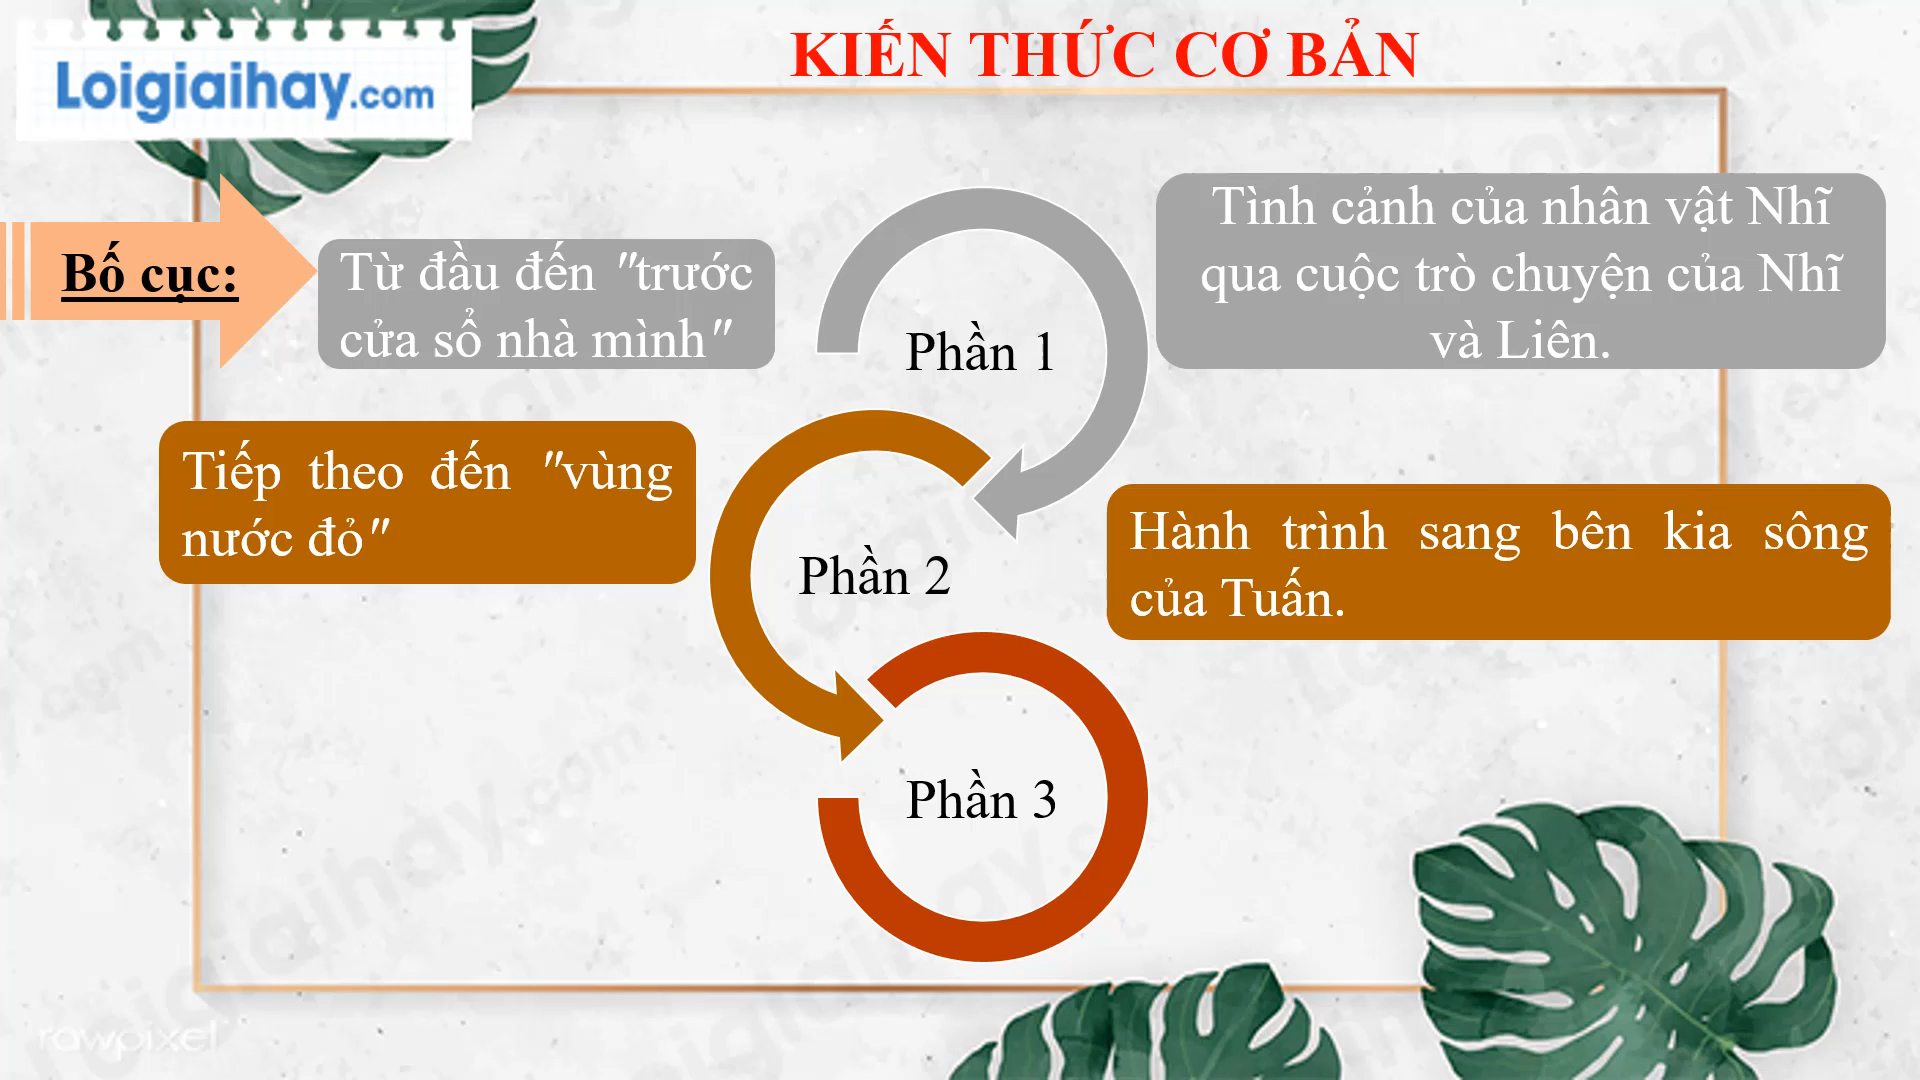 KIẾN THỨC CƠ BẢN
Loigiaihay.com
Bố cục:
Từ đầu đến "trước
cửa sổ nhà mình"
Phần 1
Tình cảnh của nhân vật Nhĩ
qua cuộc trò chuyện của Nhĩ
và Liên.
Tiếp theo đến "vùng
nước đỏ"
Phần 2
Hành trình sang bên kia sông
của Tuấn.
Phần 3
rawpixel